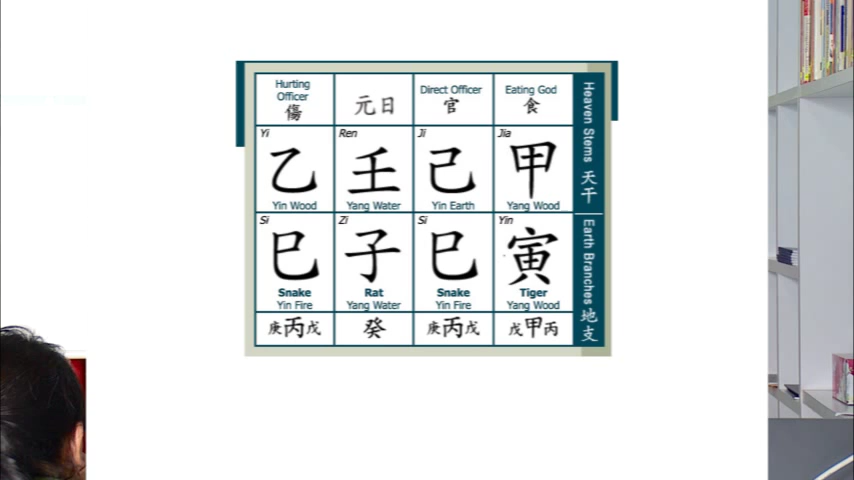 Hurting
Officer
傷
元日
Direct Officer
官
Eating God
食
Heaven Stems 天干
Yi
乙
Yin Wood
Ren
壬
Yang Water
Ji
己
Yin Earth
Jia
甲
Yang Wood
Si
巳
Snake
Yin Fire
Zi
子
Rat
Yang Water
Si
巳
Snake
Yin Fire
Yin
寅
Tiger
Yang Wood
Earth Branches 地支
庚丙戊
癸
庚丙戊
戊甲丙